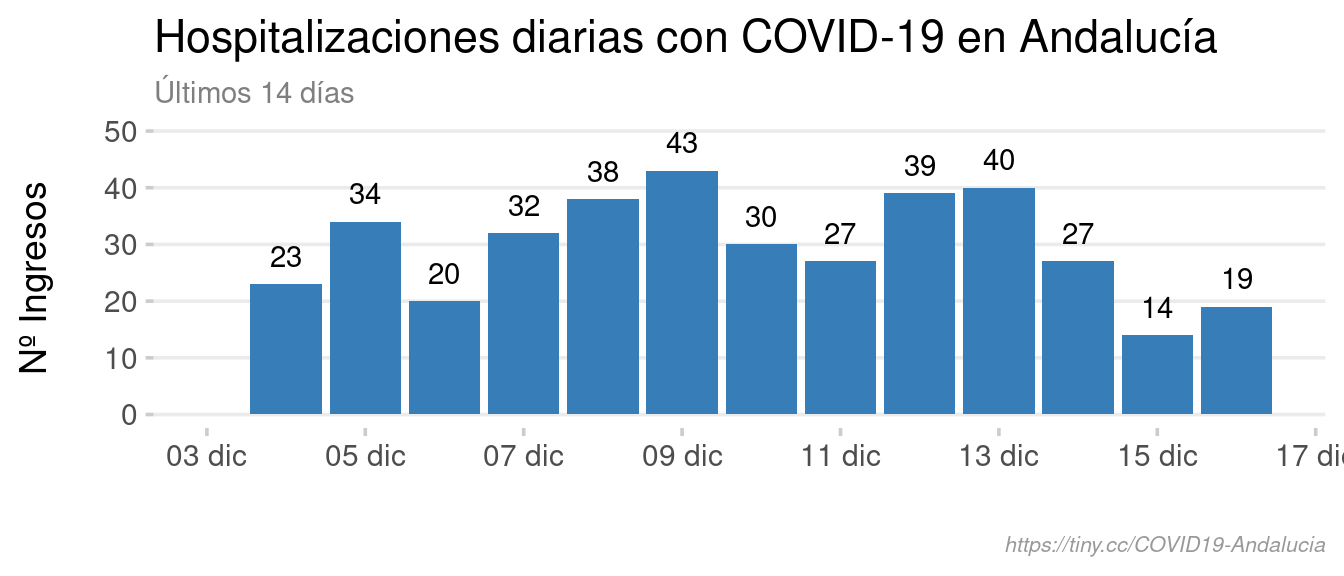 Hospitalizaciones diarias con COVID-19 en Andalucía
Últimos 14 días
Nº Ingresos
50
40
30
20
10
0
23
34
20
32
38
43
30
27
39
40
27
14
19
03 dic
05 dic
07 dic
09 dic
11 dic
13 dic
15 dic
17 di
https://tiny.cc/COVID19-Andalucia